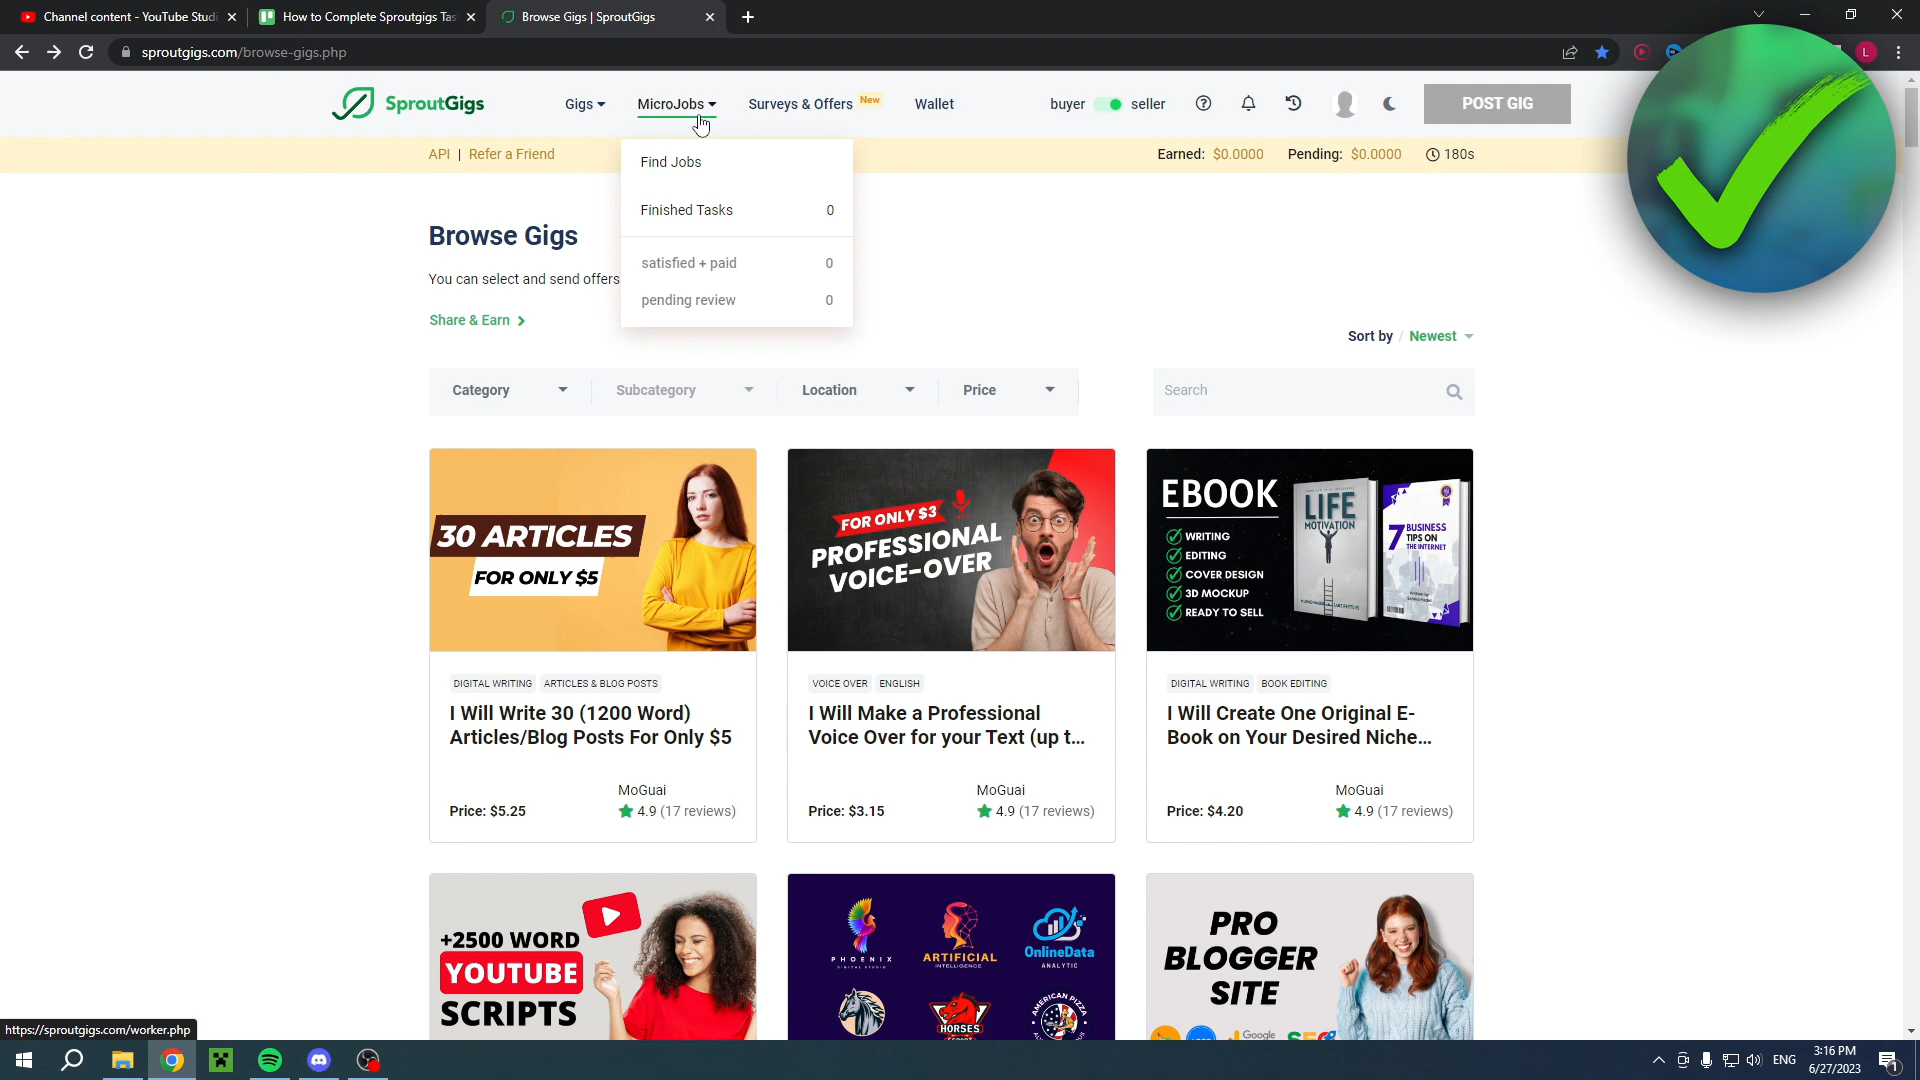 Channel content - YouTube Studi
How to Complete Sproutgigs Tas
Browse Gigs | SproutGigs
sproutgigs.com/browse-gigs.php
L
SproutGigs
Gigs
MicroJobs
Surveys & Offers New
Wallet
buyer
seller
POST GIG
API | Refer a Friend
Earned: $0.0000 Pending: $0.0000 180s
Find Jobs
Finished Tasks 0
satisfied + paid 0
pending review 0
Browse Gigs
You can select and send offers
Share & Earn
Sort by / Newest
Category
Subcategory
Location
Price
Search
30 ARTICLES
FOR ONLY $5
FOR ONLY $3
PROFESSIONAL
VOICE-OVER
EBOOK
WRITING
EDITING
COVER DESIGN
3D MOCKUP
READY TO SELL
LIFE
MOTIVATION
7 BUSINESS
TIPS ON
THE INTERNET
DIGITAL WRITING ARTICLES & BLOG POSTS
I Will Write 30 (1200 Word)
Articles/Blog Posts For Only $5
MoGuai
Price: $5.25 4.9 (17 reviews)
VOICE OVER ENGLISH
I Will Make a Professional
Voice Over for your Text (up t...
MoGuai
Price: $3.15 4.9 (17 reviews)
DIGITAL WRITING BOOK EDITING
I Will Create One Original E-
Book on Your Desired Niche...
MoGuai
Price: $4.20 4.9 (17 reviews)
+2500 WORD
YOUTUBE
SCRIPTS
PHOENIX
DIGITAL STUDIO
ARTIFICIAL
INTELLIGENCE
OnlineData
ANALYTIC
HORSES
AMERICAN PIZZA
PRO
BLOGGER
SITE
Google
SEO
https://sproutgigs.com/worker.php
ENG
3:16 PM
6/27/2023
1